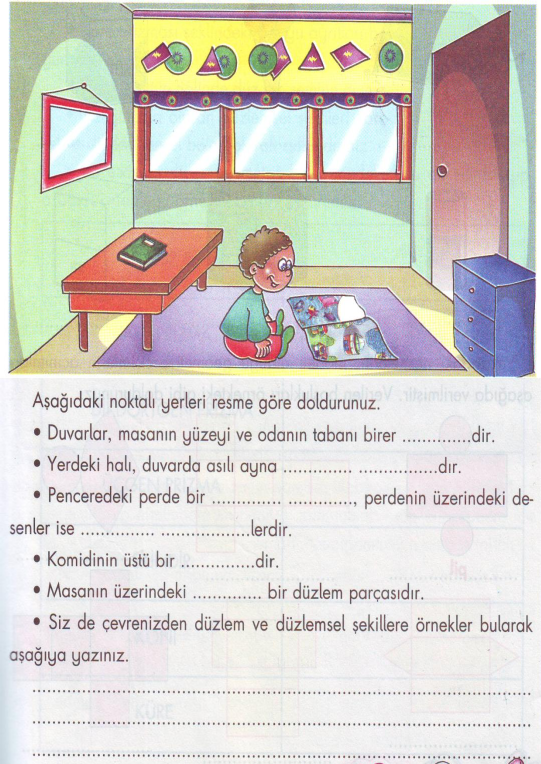 Aşağıdaki noktalı yerleri resme göre doldurunuz.
• Duvarlar, masanın yüzeyi ve odanın tabanı birer ..............dir.
• Yerdeki halı, duvarda asılı ayna .............. ................dır.
• Penceredeki perde bir ............................., perdenin üzerindeki de-
senler ise ............... ..................lerdir.
• Komidinin üstü bir ...............dir.
• Masanın üzerindeki .............. bir düzlem parçasıdır.
• Siz de çevrenizden düzlem ve düzlemsel şekillere örnekler bularak
aşağıya yazınız.